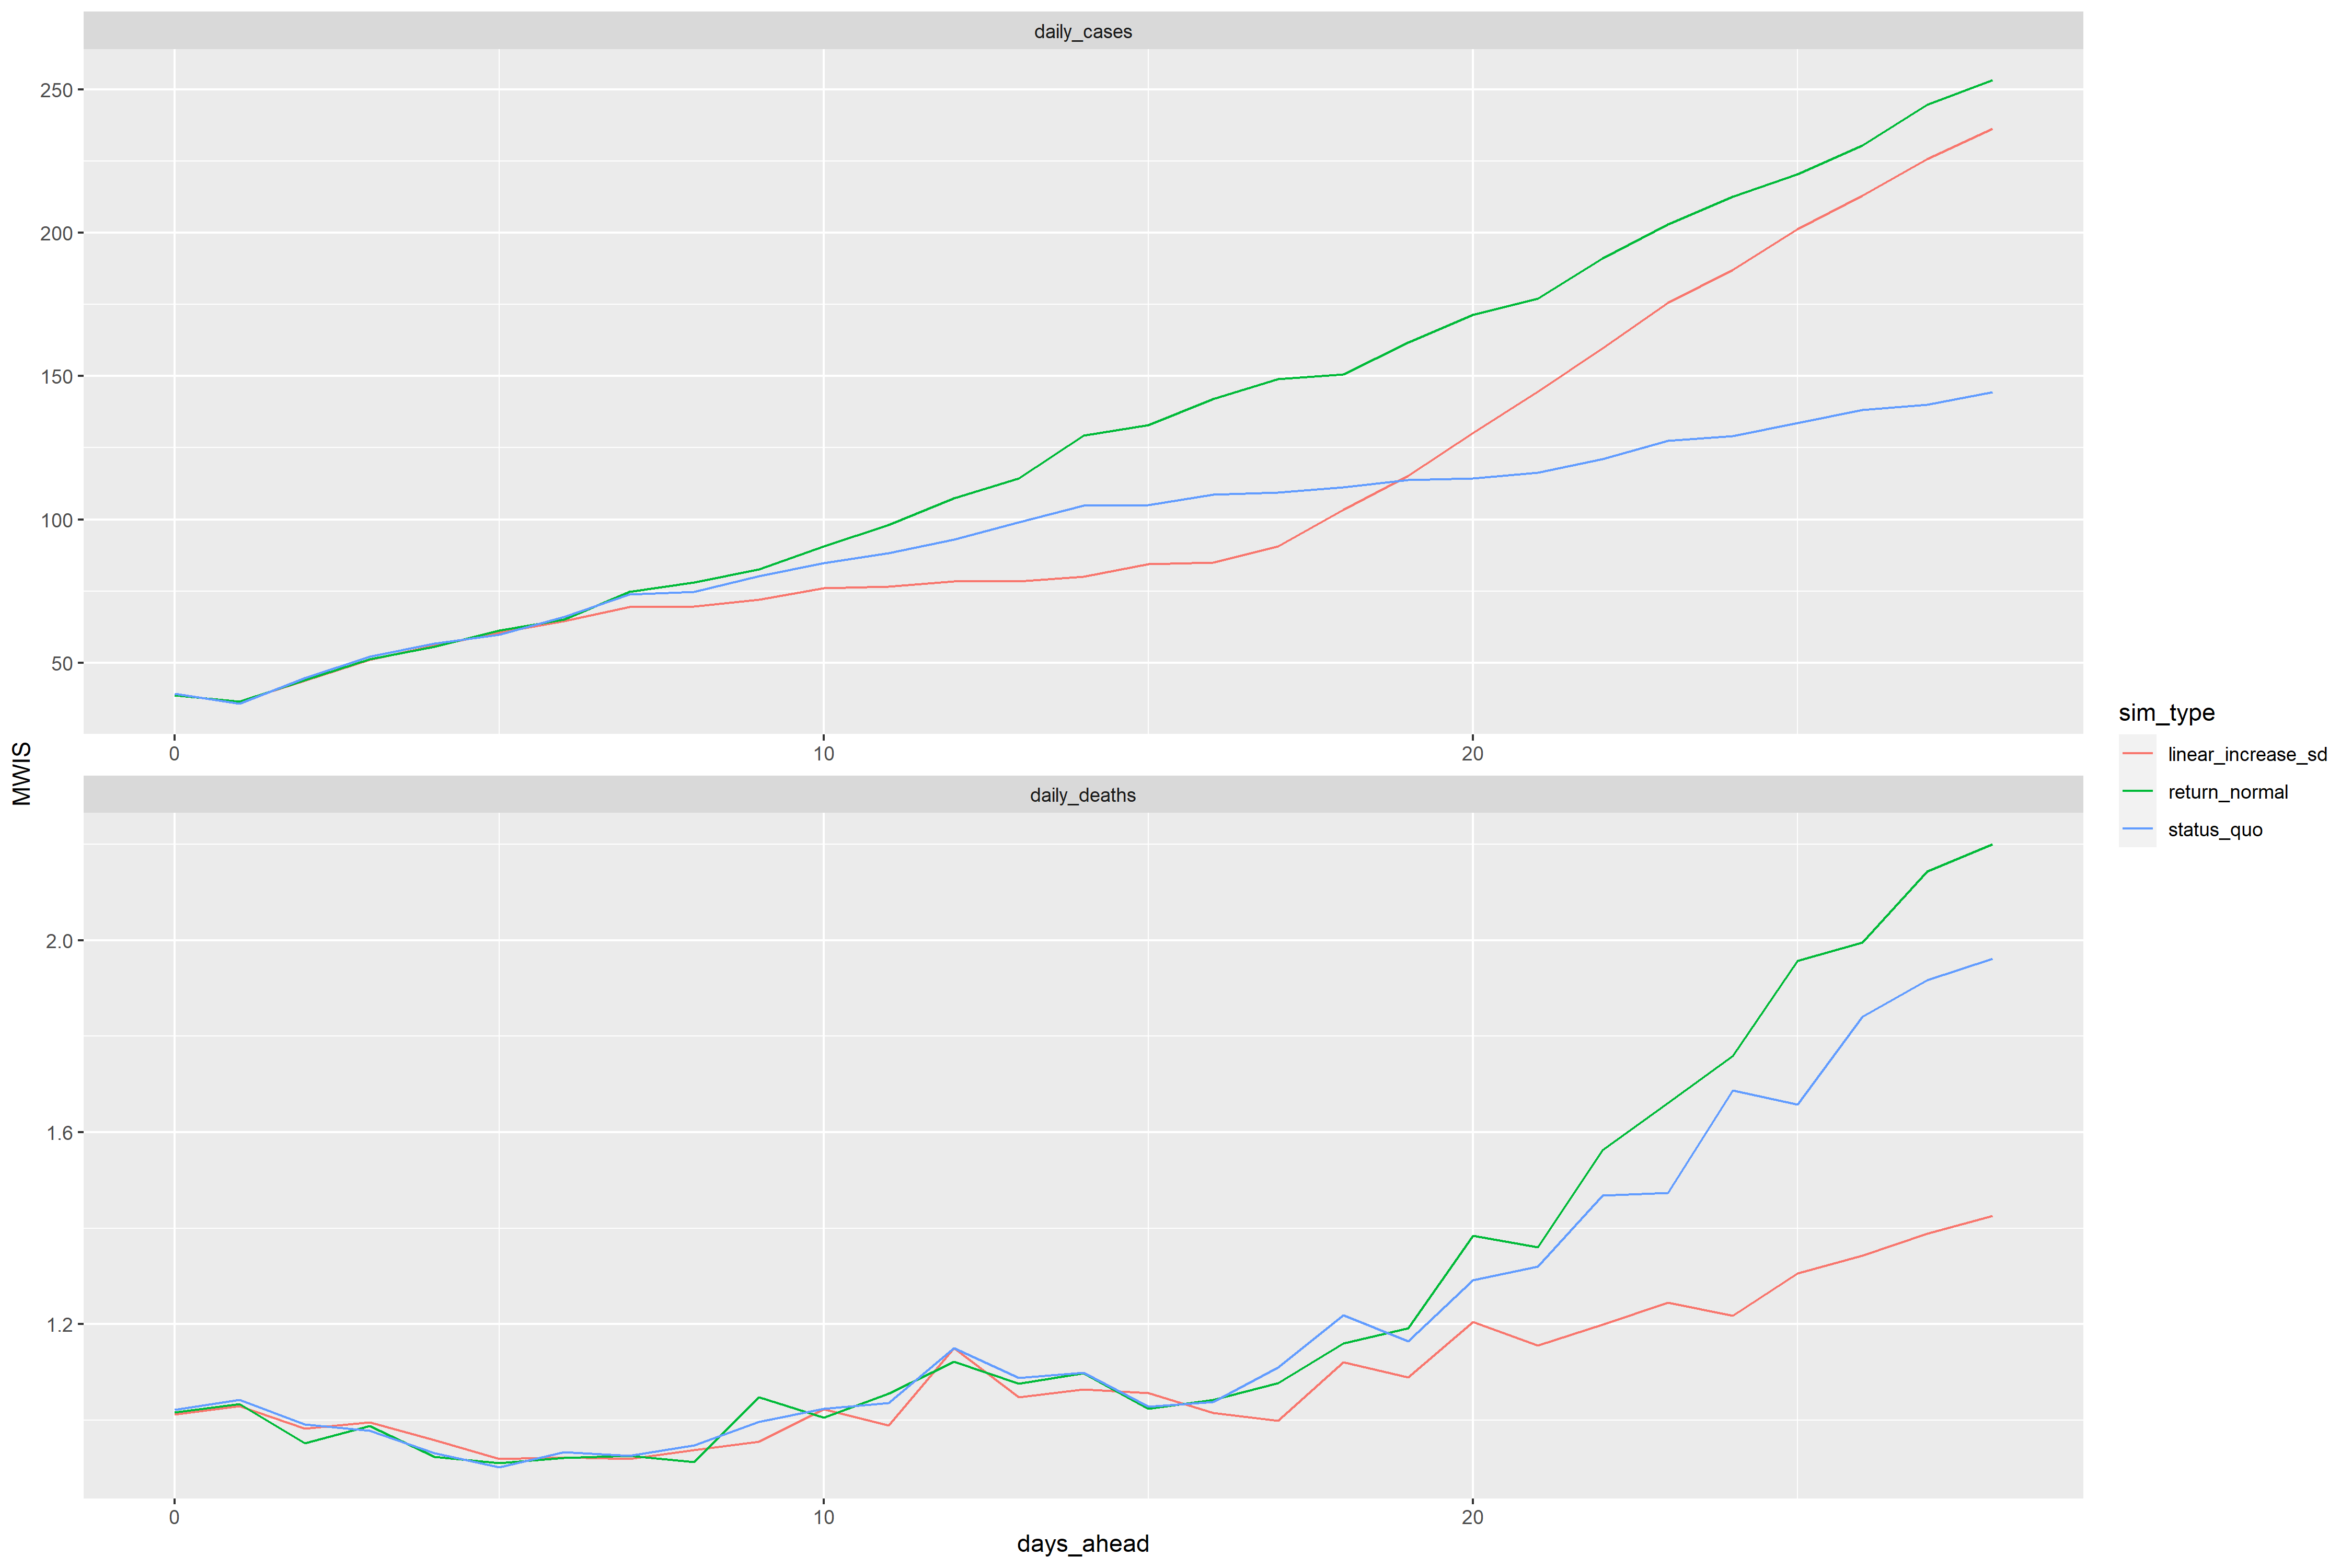 daily_cases
250
200
150
100
50
0 10 20
MWIS
daily_deaths
2.0
1.6
1.2
0 10 20
days_ahead
sim_type
linear_increase_sd
return_normal
status_quo